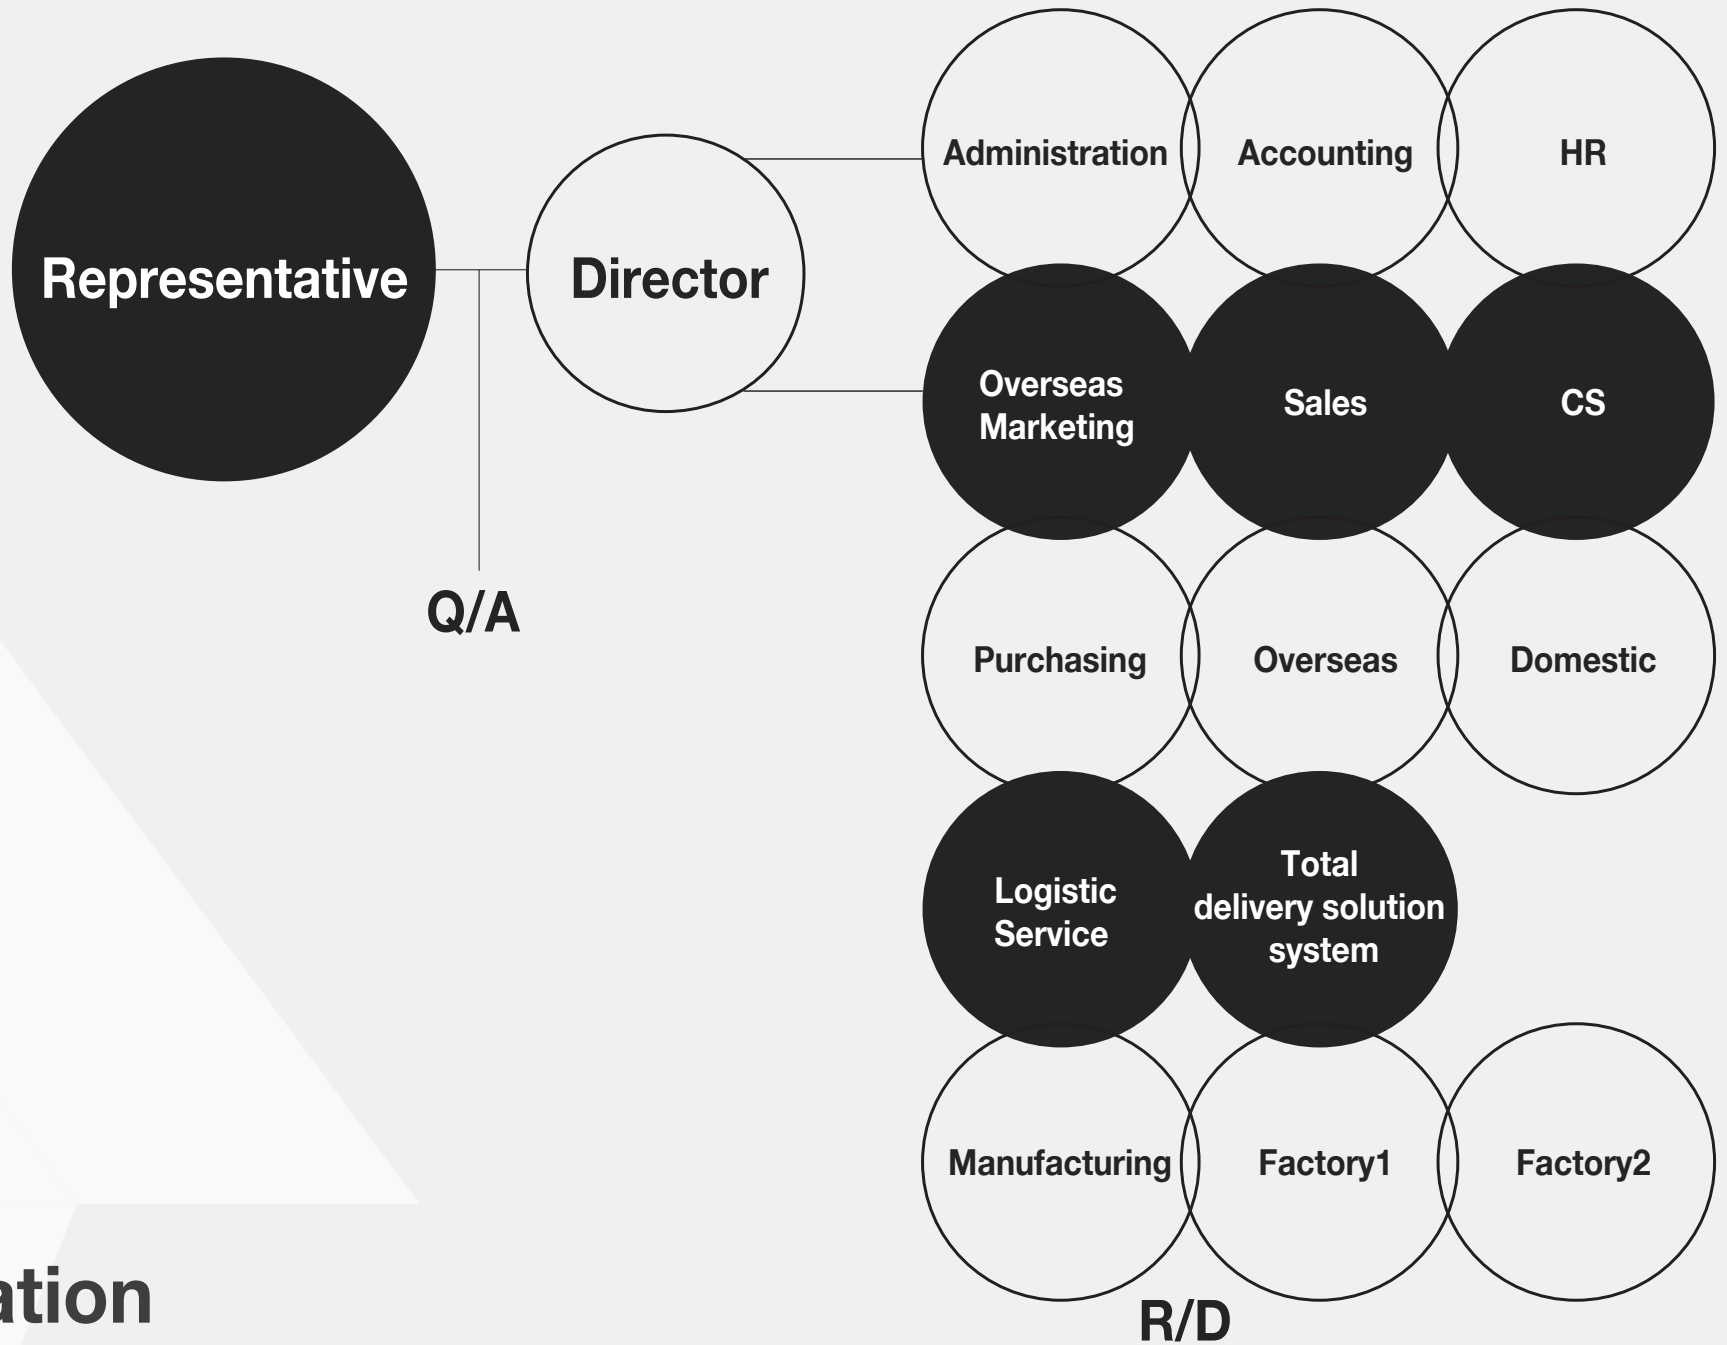 Representative
Director
Q/A
Administration
Accounting
HR
Overseas
Marketing
Sales
CS
Purchasing
Overseas
Domestic
Logistic
Service
Total
delivery solution
system
Manufacturing
Factory1
Factory2
R/D